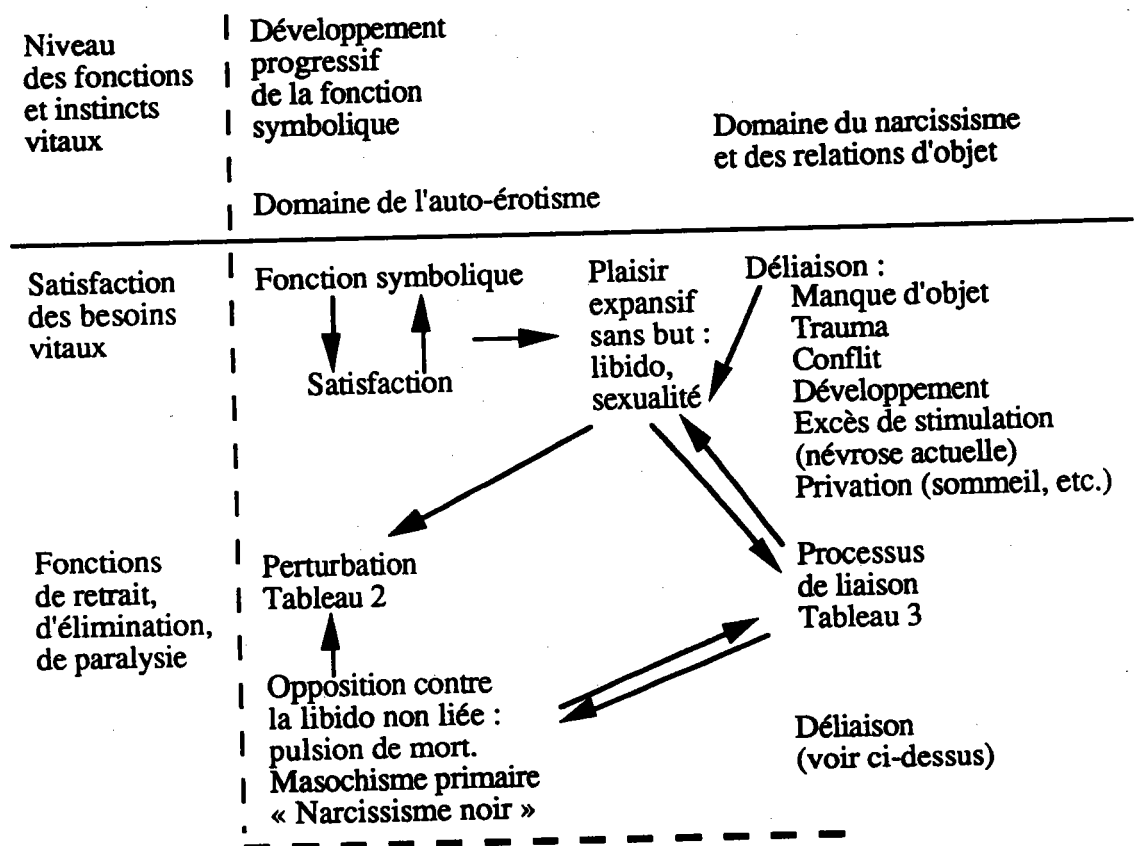 Niveau
des fonctions
et instincts
vitaux
Développement
progressif
de la fonction
symbolique
Domaine de l'auto-érotisme
Domaine du narcissisme
et des relations d'objet
Satisfaction
des besoins
vitaux
Fonction symbolique
Satisfaction
Plaisir
expansif
sans but :
libido,
sexualité
Déliaison :
Manque d'objet
Trauma
Conflit
Développement
Excès de stimulation
(névrose actuelle)
Privation (sommeil, etc.)
Fonctions
de retrait,
d'élimination,
de paralysie
Perturbation
Tableau 2
Processus
de liaison
Tableau 3
Opposition contre
la libido non liée :
pulsion de mort.
Masochisme primaire
« Narcissisme noir »
Déliaison
(voir ci-dessus)